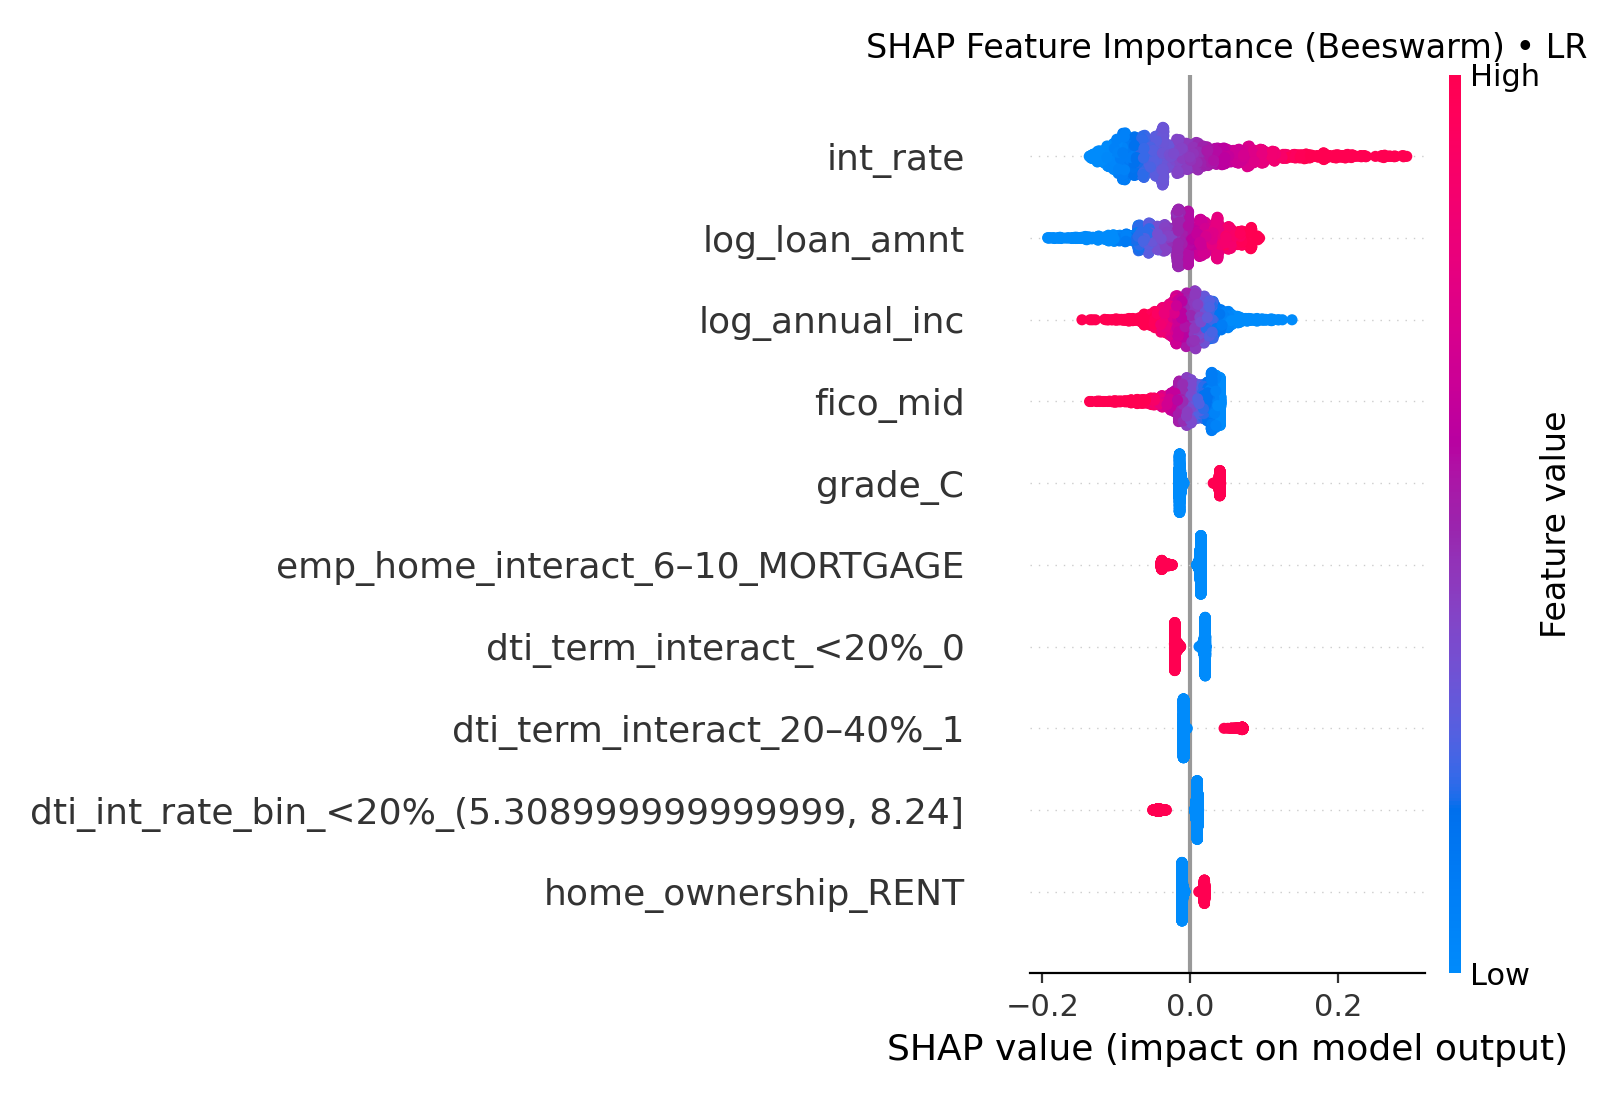 SHAP Feature Importance (Beeswarm) • LR
High
int_rate
log_loan_amnt
log_annual_inc
fico_mid
grade_C
emp_home_interact_6–10_MORTGAGE
dti_term_interact_<20%_0
dti_term_interact_20–40%_1
dti_int_rate_bin_<20%_(5.308999999999999, 8.24]
home_ownership_RENT
Feature value
Low
−0.2 0.0 0.2
SHAP value (impact on model output)